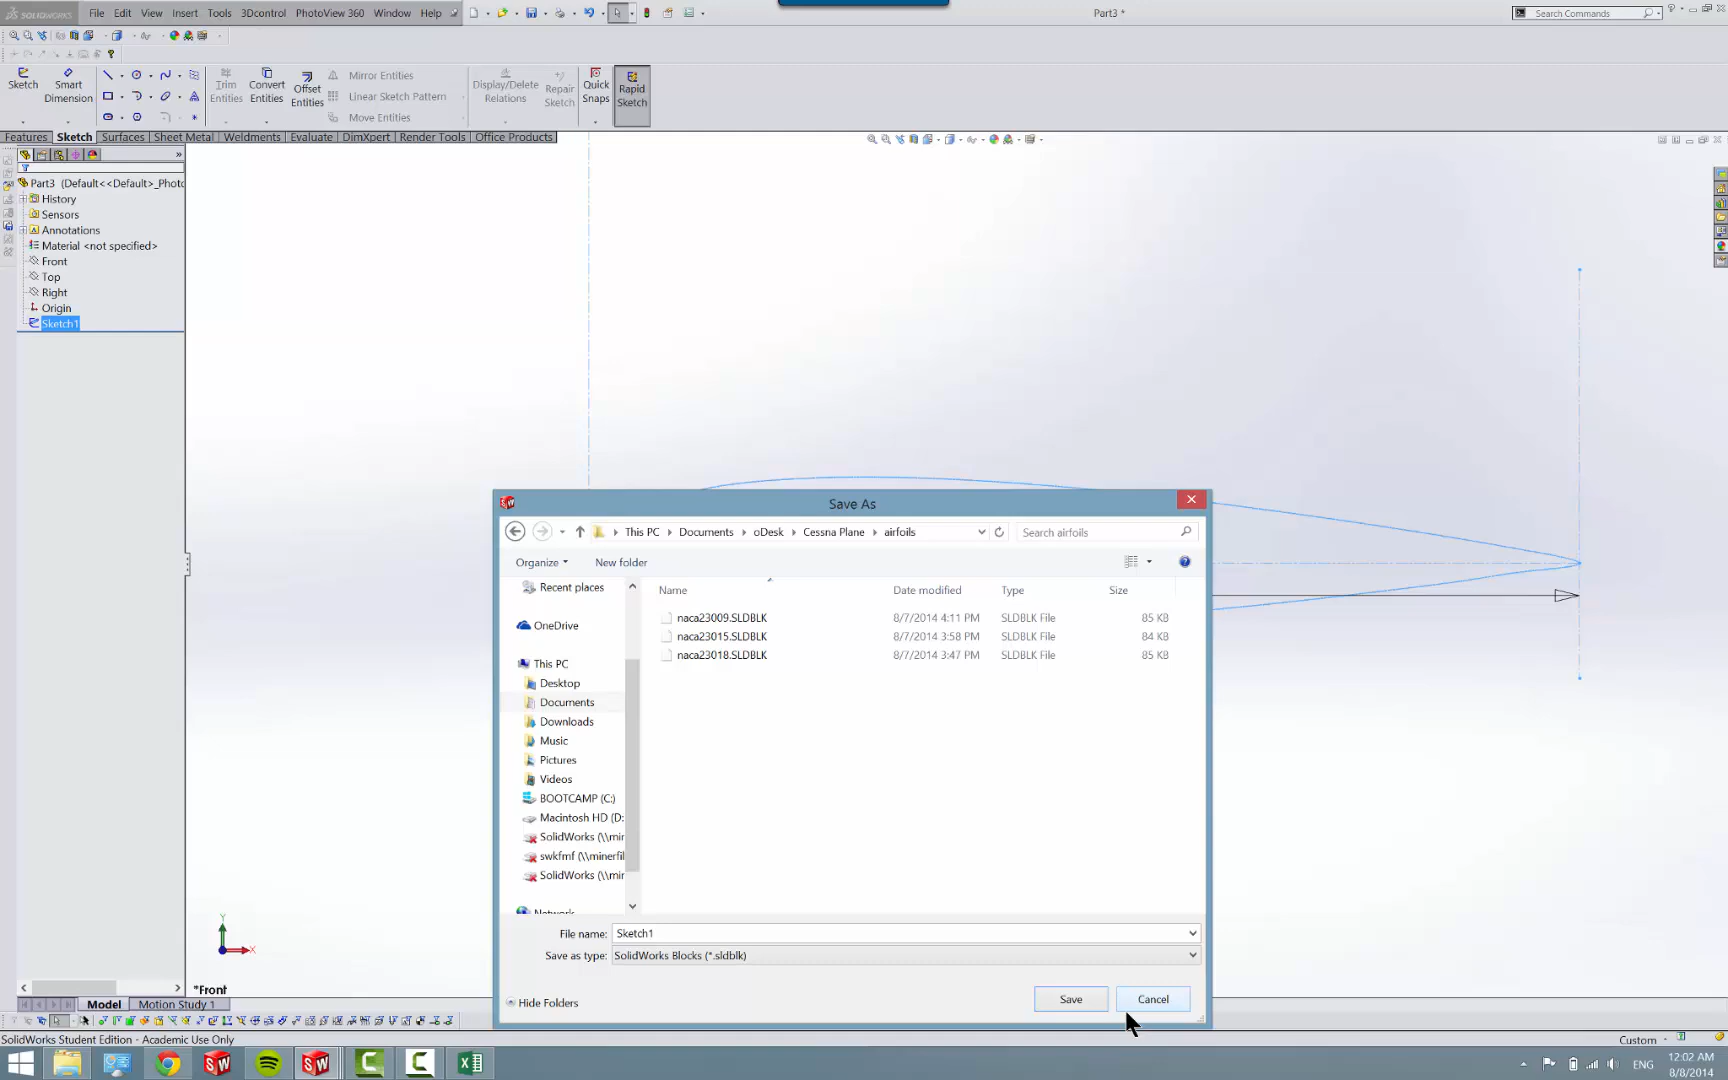 SOLIDWORKS File Edit View Insert Tools 3Dcontrol PhotoView 360 Window Help
Part3 *
Search Commands
Sketch
Smart Dimension
Trim Entities
Convert Entities
Offset Entities
Mirror Entities
Linear Sketch Pattern
Move Entities
Display/Delete Relations
Repair Sketch
Quick Snaps
Rapid Sketch
Features Sketch Surfaces Sheet Metal Weldments Evaluate DimXpert Render Tools Office Products
Part3 (Default<<Default>_Photo
History
Sensors
Annotations
Material <not specified>
Front
Top
Right
Origin
Sketch1
Save As
This PC Documents oDesk Cessna Plane airfoils
Search airfoils
Organize New folder
Name Date modified Type Size
naca23009.SLDBLK 8/7/2014 4:11 PM SLDBLK File 85 KB
naca23015.SLDBLK 8/7/2014 3:58 PM SLDBLK File 84 KB
naca23018.SLDBLK 8/7/2014 3:47 PM SLDBLK File 85 KB
Recent places
OneDrive
This PC
Desktop
Documents
Downloads
Music
Pictures
Videos
BOOTCAMP (C:)
Macintosh HD (D:
SolidWorks (\\mir
swkfmf (\\minerfil
SolidWorks (\\mir
Network
File name: Sketch1
Save as type: SolidWorks Blocks (*.sldblk)
Hide Folders
Save Cancel
Y
X
*Front
Model Motion Study 1
SolidWorks Student Edition - Academic Use Only
Custom
ENG
12:02 AM
8/8/2014